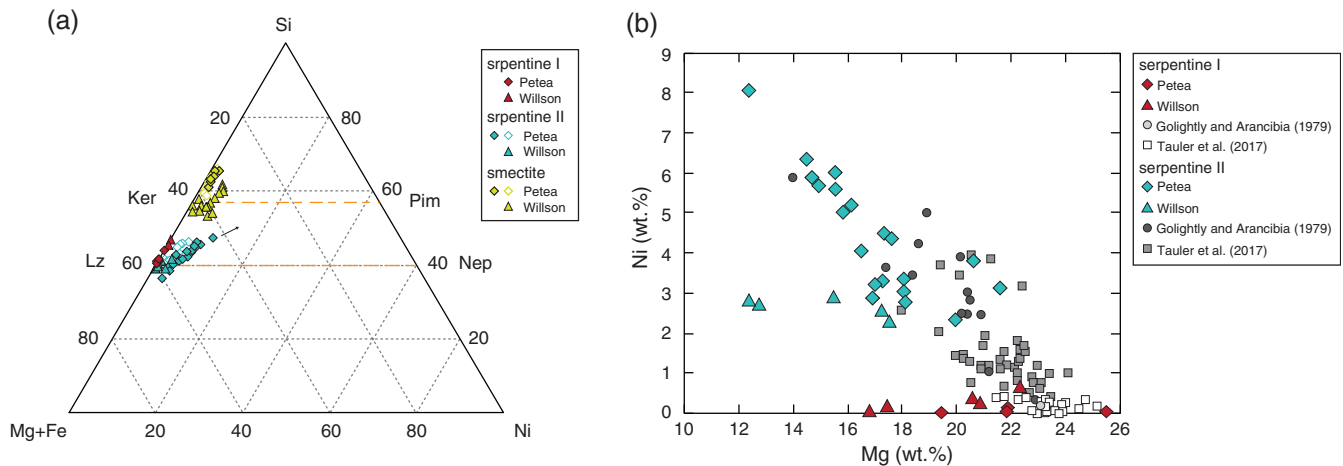 (a)
Si
20
80
Ker
40
60
Pim
Lz
60
40
Nep
80
20
Mg+Fe
20
40
60
80
Ni
srpentine I
Petea
Willson
srpentine II
Petea
Willson
smectite
Petea
Willson
(b)
Ni (wt.%)
9
8
7
6
5
4
3
2
1
0
10
12
14
16
18
20
22
24
26
Mg (wt.%)
serpentine I
Petea
Willson
Golightly and Arancibia (1979)
Tauler et al. (2017)
serpentine II
Petea
Willson
Golightly and Arancibia (1979)
Tauler et al. (2017)